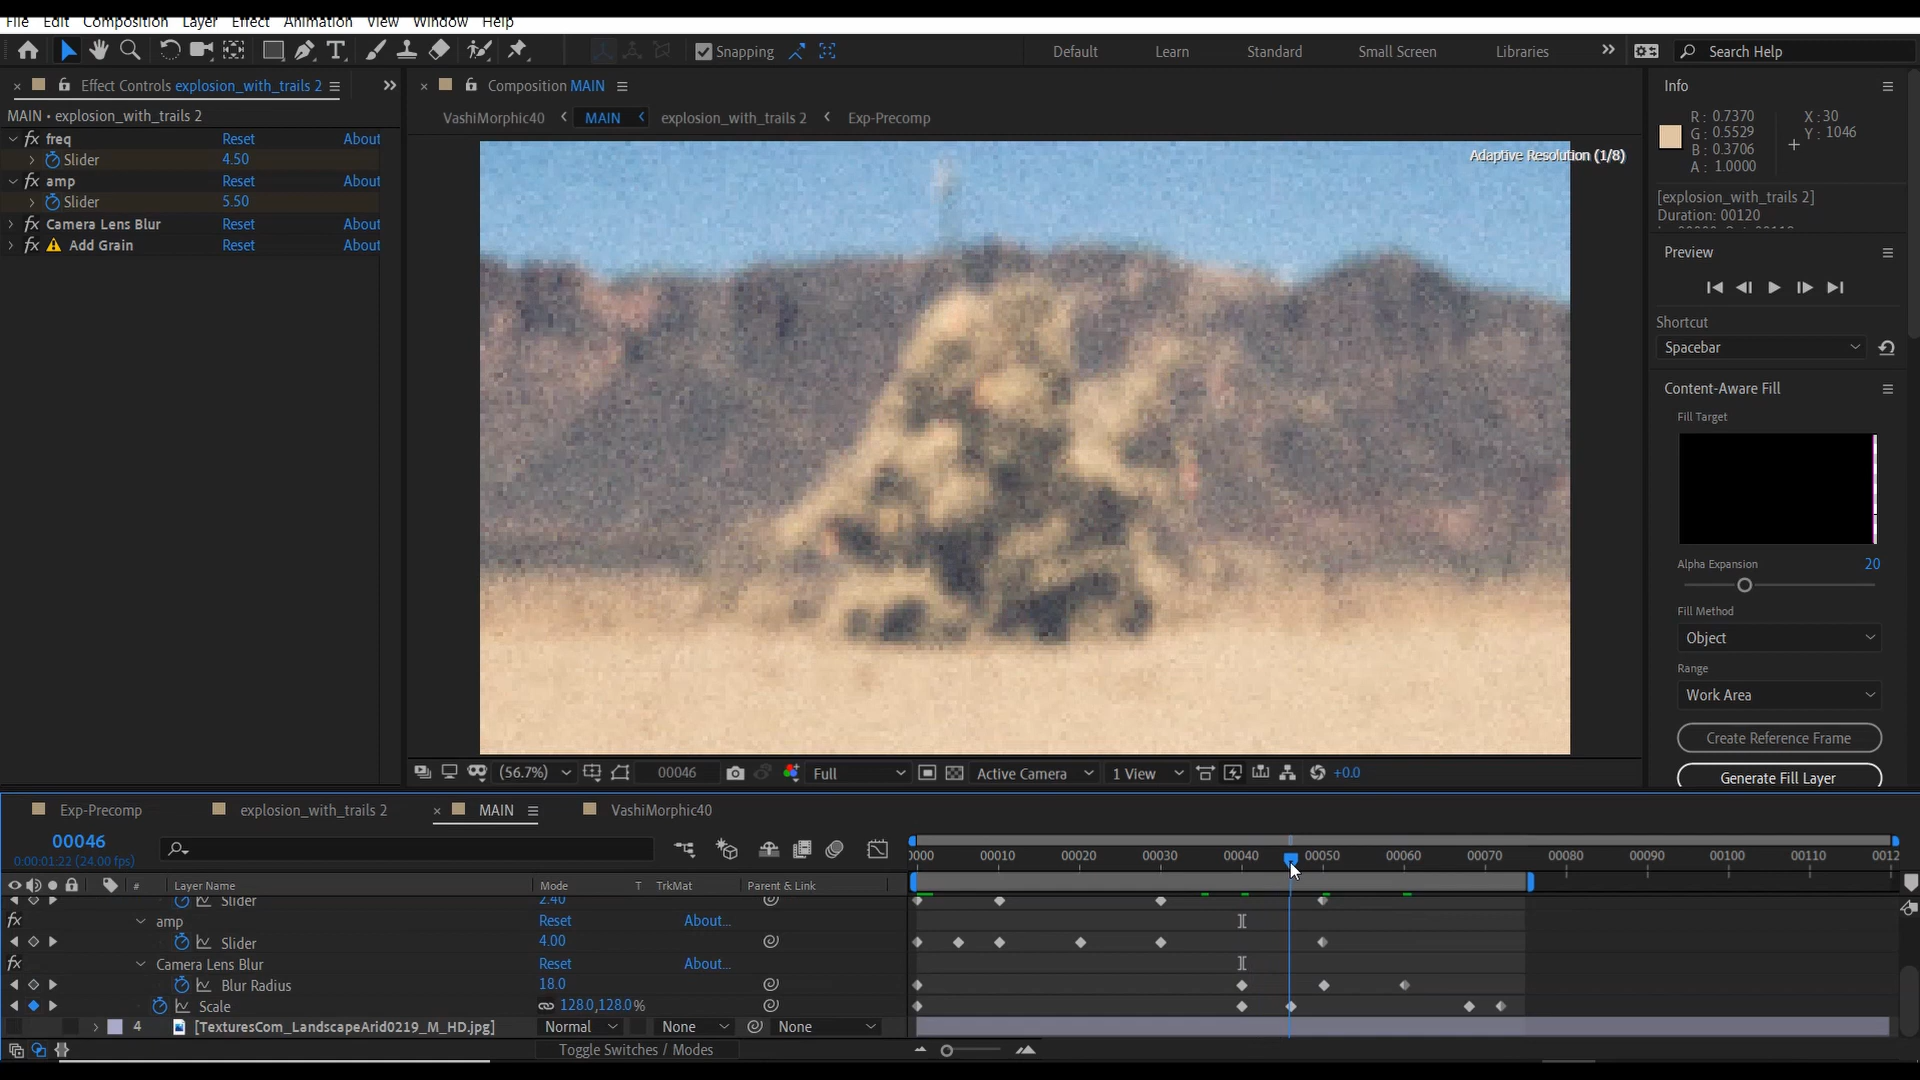 File Edit Composition Layer Effect Animation View Window Help
Snapping Default Learn Standard Small Screen Libraries Search Help
Effect Controls explosion_with_trails 2
MAIN • explosion_with_trails 2
fx freq Reset About
Slider 4.50
fx amp Reset About
Slider 5.50
fx Camera Lens Blur Reset About
fx Add Grain Reset About
Composition MAIN
VashiMorphic40 MAIN explosion_with_trails 2 Exp-Precomp
Adaptive Resolution (1/8)
(56.7%) 00046 Full Active Camera 1 View +0.0
Info
R : 0.7370
G : 0.5529
B : 0.3706
A : 1.0000
X : 30
Y : 1046
[explosion_with_trails 2]
Duration: 00120
Preview
Shortcut
Spacebar
Content-Aware Fill
Fill Target
Alpha Expansion 20
Fill Method
Object
Range
Work Area
Create Reference Frame
Generate Fill Layer
Exp-Precomp explosion_with_trails 2 MAIN VashiMorphic40
00046
0:00:01:22 (24.00 fps)
0000 00010 00020 00030 00040 00050 00060 00070 00080 00090 00100 00110 0012
# Layer Name Mode T TrkMat Parent & Link
Slider 2.40
fx amp Reset About...
Slider 4.00
fx Camera Lens Blur Reset About...
Blur Radius 18.0
Scale 128.0,128.0%
4 [TexturesCom_LandscapeArid0219_M_HD.jpg] Normal None None
Toggle Switches / Modes